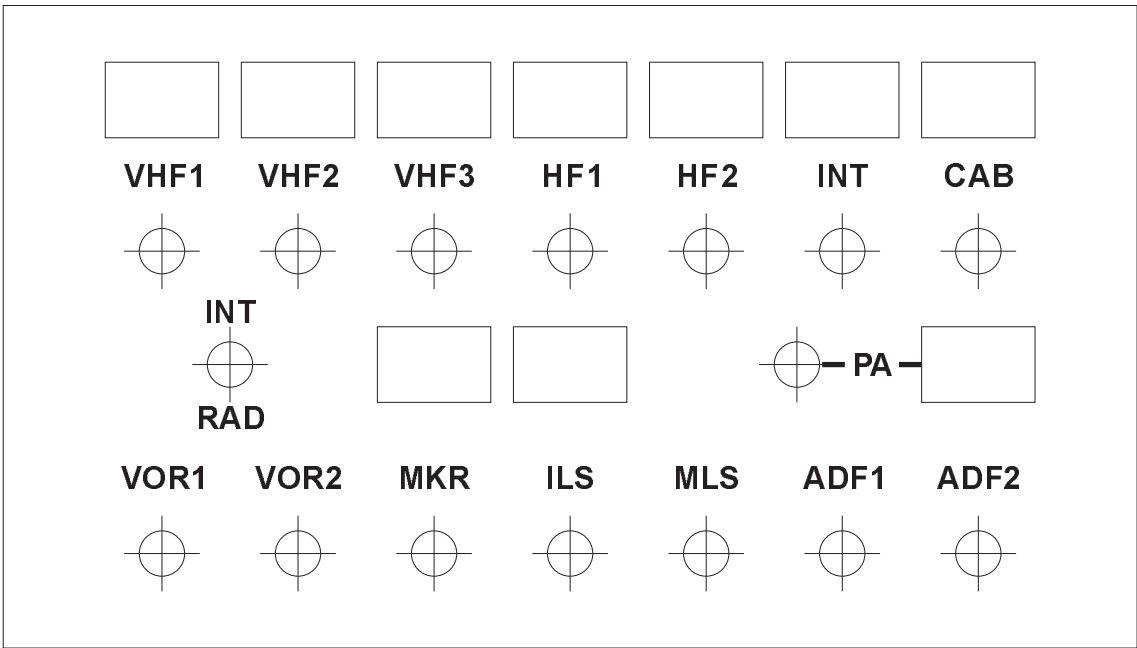 VHF1 VHF2 VHF3 HF1 HF2 INT CAB
INT
PA
RAD
VOR1 VOR2 MKR ILS MLS ADF1 ADF2